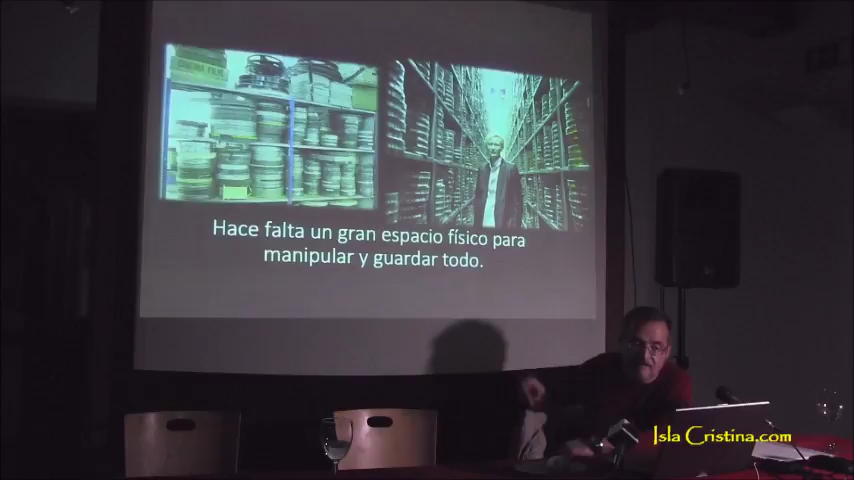 Hace falta un gran espacio físico para
manipular y guardar todo.
Isla Cristina.com